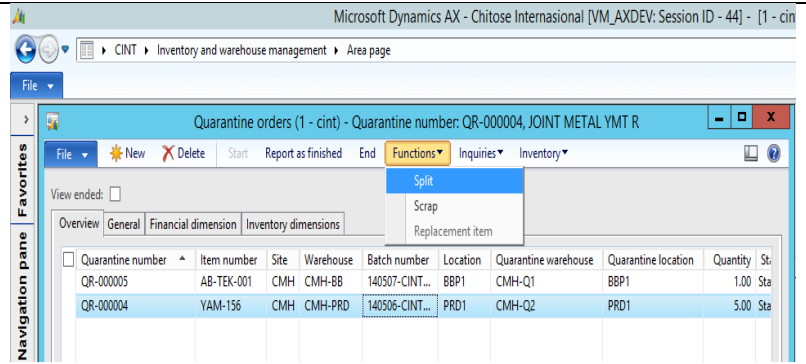 Microsoft Dynamics AX - Chitose Internasional [VM_AXDEV: Session ID - 44] - [1 - cin
CINT Inventory and warehouse management Area page
File
Quarantine orders (1 - cint) - Quarantine number: QR-000004, JOINT METAL YMT R
File New Delete Start Report as finished End Functions Inquiries Inventory
Split
Scrap
Replacement item
View ended:
Overview General Financial dimension Inventory dimensions
Quarantine number Item number Site Warehouse Batch number Location Quarantine warehouse Quarantine location Quantity St
QR-000005 AB-TEK-001 CMH CMH-BB 140507-CINT... BBP1 CMH-Q1 BBP1 1.00 Sta
QR-000004 YAM-156 CMH CMH-PRD 140506-CINT... PRD1 CMH-Q2 PRD1 5.00 Sta
Favorites
Navigation pane